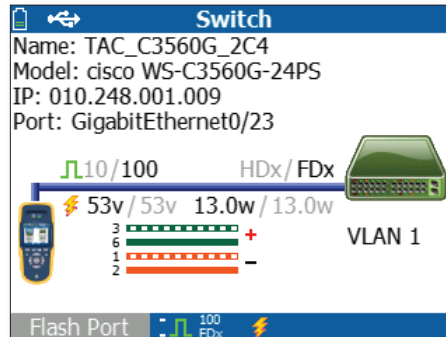 Switch
Name: TAC_C3560G_2C4
Model: cisco WS-C3560G-24PS
IP: 010.248.001.009
Port: GigabitEthernet0/23
10/100 HDx/FDx
53v/53v 13.0w/13.0w
3
6
+
1
2
–
VLAN 1
Flash Port
100
FDx